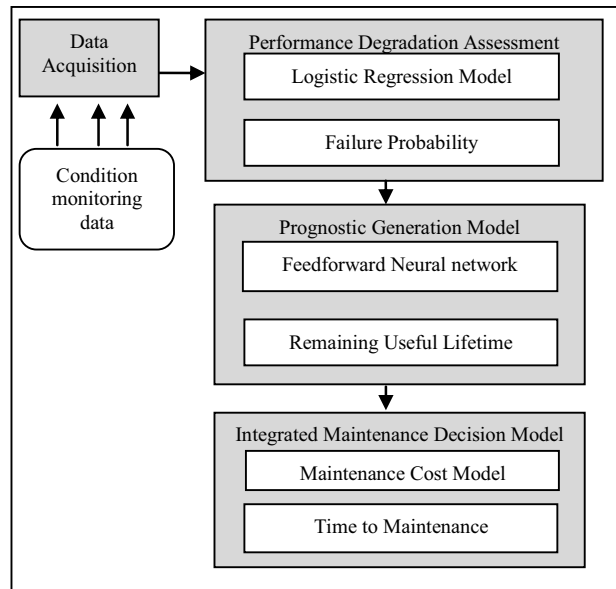 Data
Acquisition
Condition
monitoring
data
Performance Degradation Assessment
Logistic Regression Model
Failure Probability
Prognostic Generation Model
Feedforward Neural network
Remaining Useful Lifetime
Integrated Maintenance Decision Model
Maintenance Cost Model
Time to Maintenance